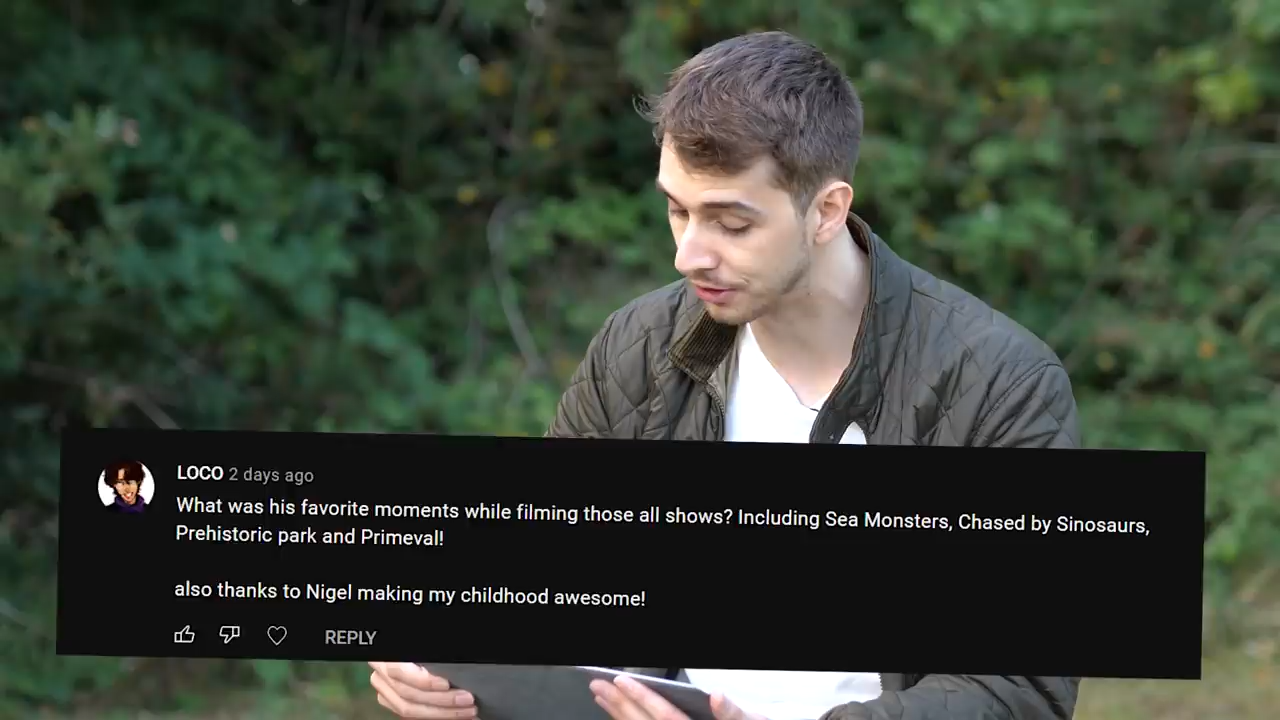 LOCO 2 days ago
What was his favorite moments while filming those all shows? Including Sea Monsters, Chased by Sinosaurs,
Prehistoric park and Primeval!
also thanks to Nigel making my childhood awesome!
REPLY